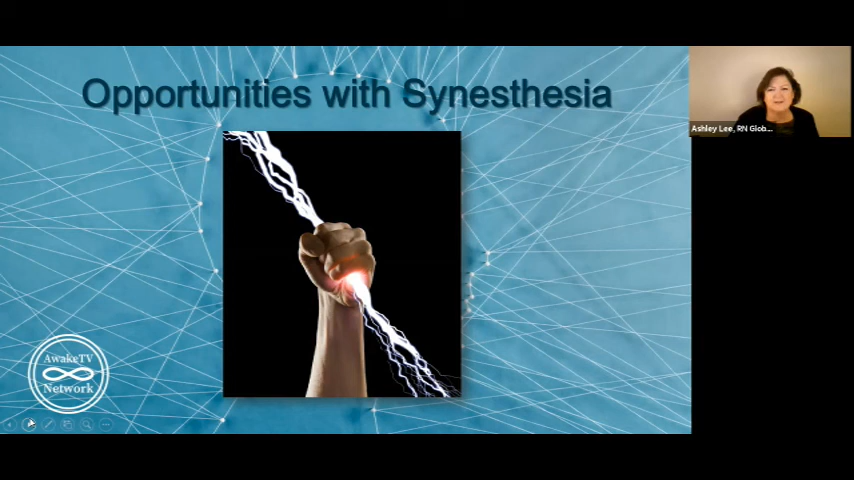 Opportunities with Synesthesia
Ashley Lee, RN Glob...
AwakeTV
Network